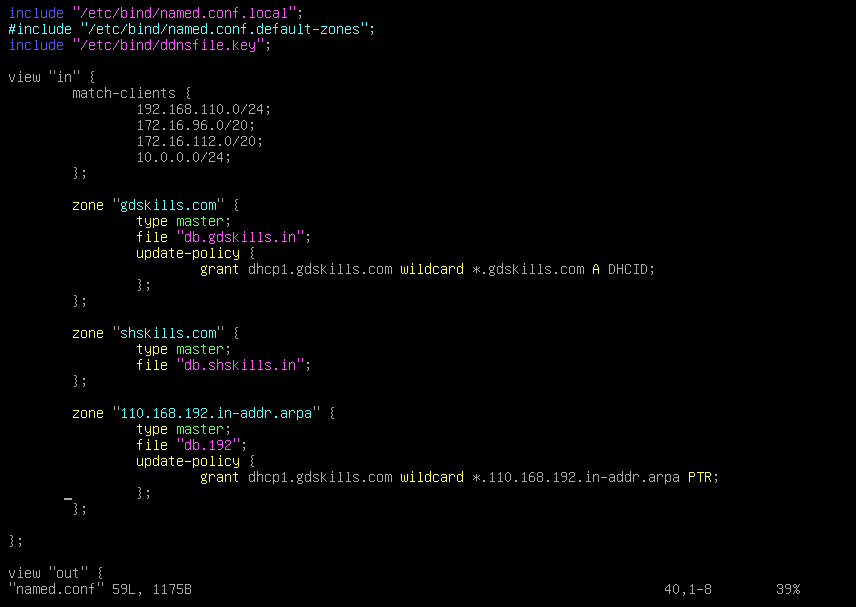 include "/etc/bind/named.conf.local";
#include "/etc/bind/named.conf.default-zones";
include "/etc/bind/ddnsfile.key";
view "in" {
match-clients {
192.168.110.0/24;
172.16.96.0/20;
172.16.112.0/20;
10.0.0.0/24;
};
zone "gdskills.com" {
type master;
file "db.gdskills.in";
update-policy {
grant dhcp1.gdskills.com wildcard *.gdskills.com A DHCID;
};
};
zone "shskills.com" {
type master;
file "db.shskills.in";
};
zone "110.168.192.in-addr.arpa" {
type master;
file "db.192";
update-policy {
grant dhcp1.gdskills.com wildcard *.110.168.192.in-addr.arpa PTR;
};
};
};
view "out" {
"named.conf" 59L, 1175B 40,1-8 39%